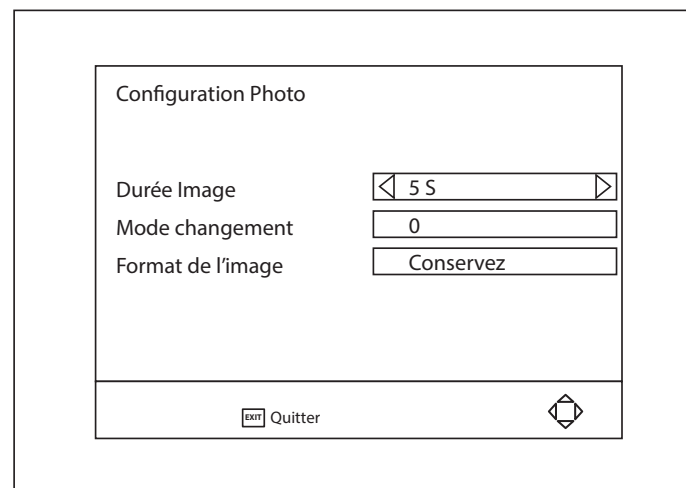 Configuration Photo
Durée Image 5 S
Mode changement 0
Format de l'image Conservez
EXIT Quitter